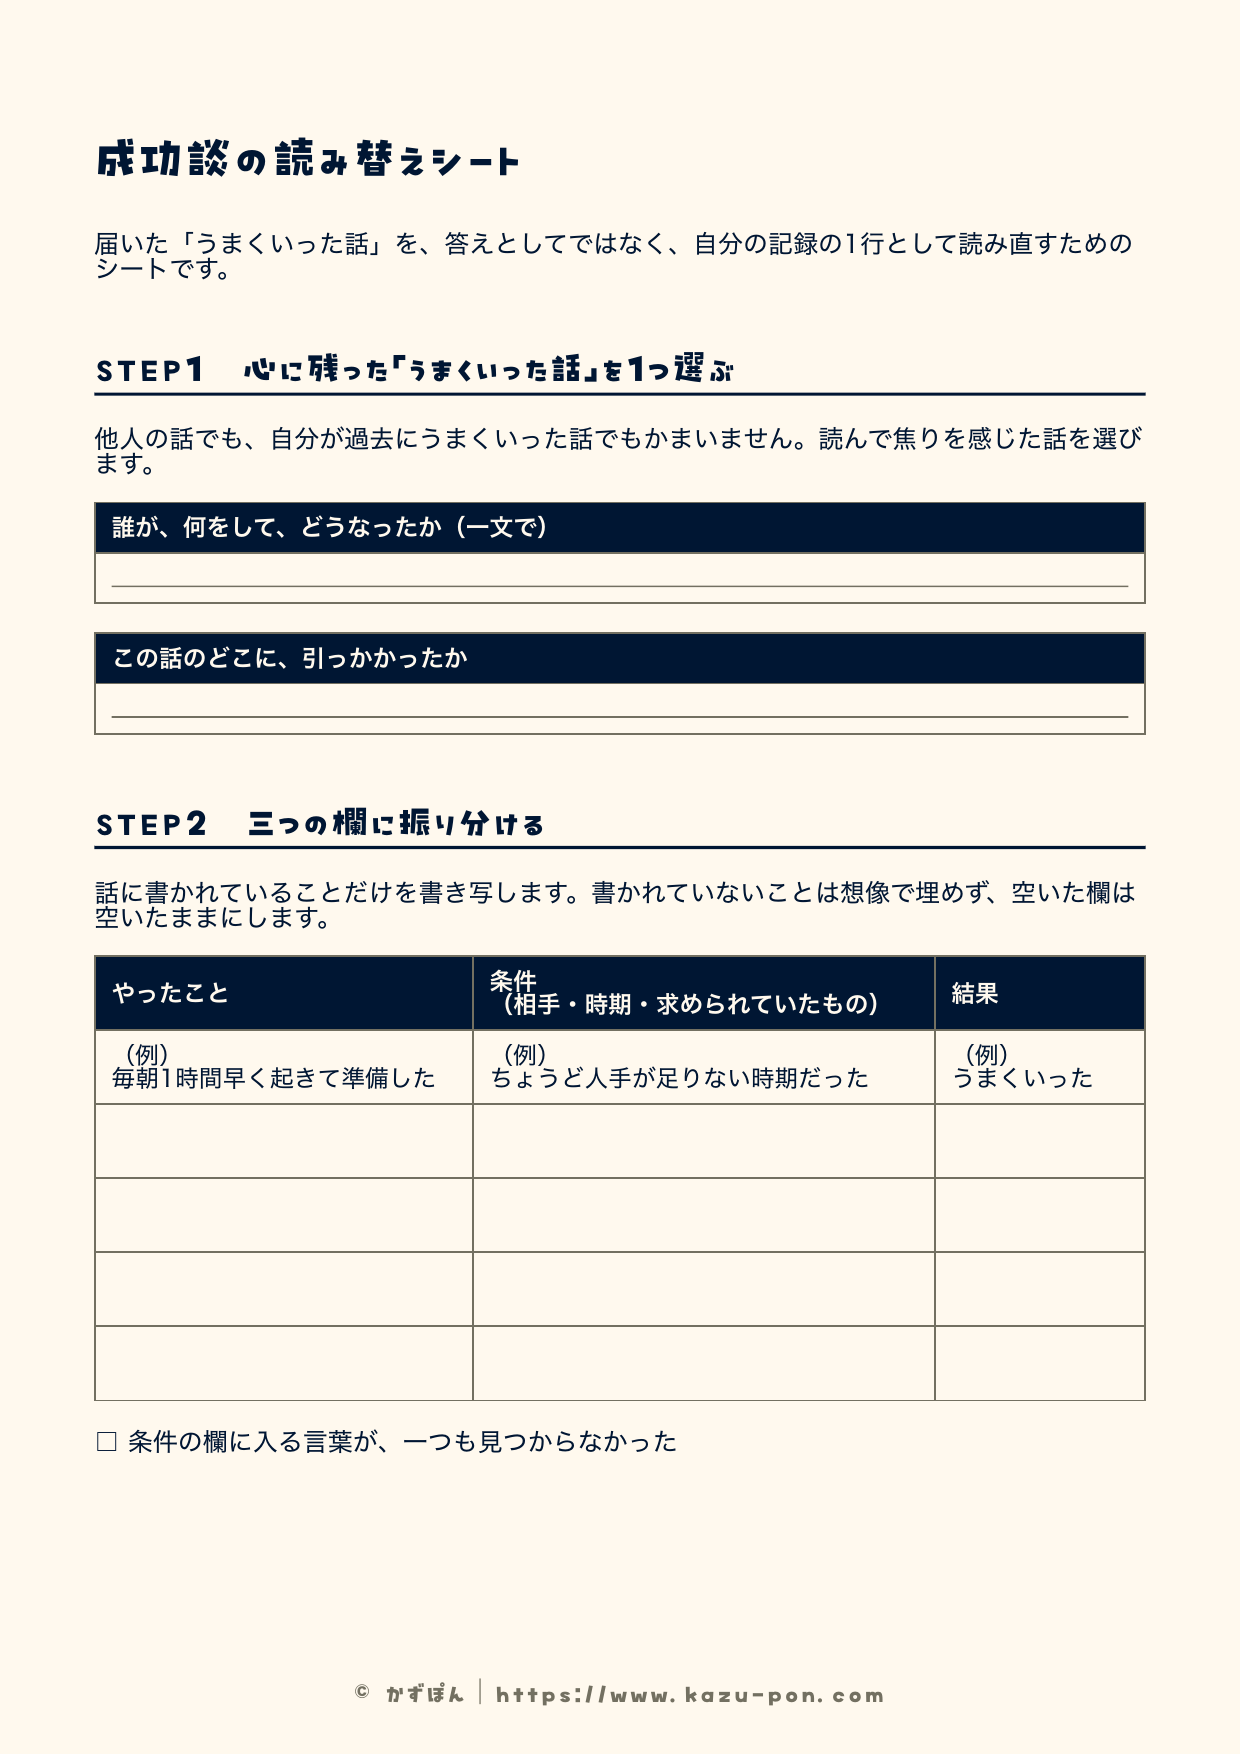 成功談の読み替えシート
届いた「うまくいった話」を、答えとしてではなく、自分の記録の1行として読み直すための
シートです。
STEP1　心に残った「うまくいった話」を1つ選ぶ
他人の話でも、自分が過去にうまくいった話でもかまいません。読んで焦りを感じた話を選び
ます。
誰が、何をして、どうなったか（一文で）
この話のどこに、引っかかったか
STEP2　三つの欄に振り分ける
話に書かれていることだけを書き写します。書かれていないことは想像で埋めず、空いた欄は
空いたままにします。
やったこと
条件
（相手・時期・求められていたもの）
結果
（例）
毎朝1時間早く起きて準備した
（例）
ちょうど人手が足りない時期だった
（例）
うまくいった
□ 条件の欄に入る言葉が、一つも見つからなかった
© かずぽん｜https://www.kazu-pon.com